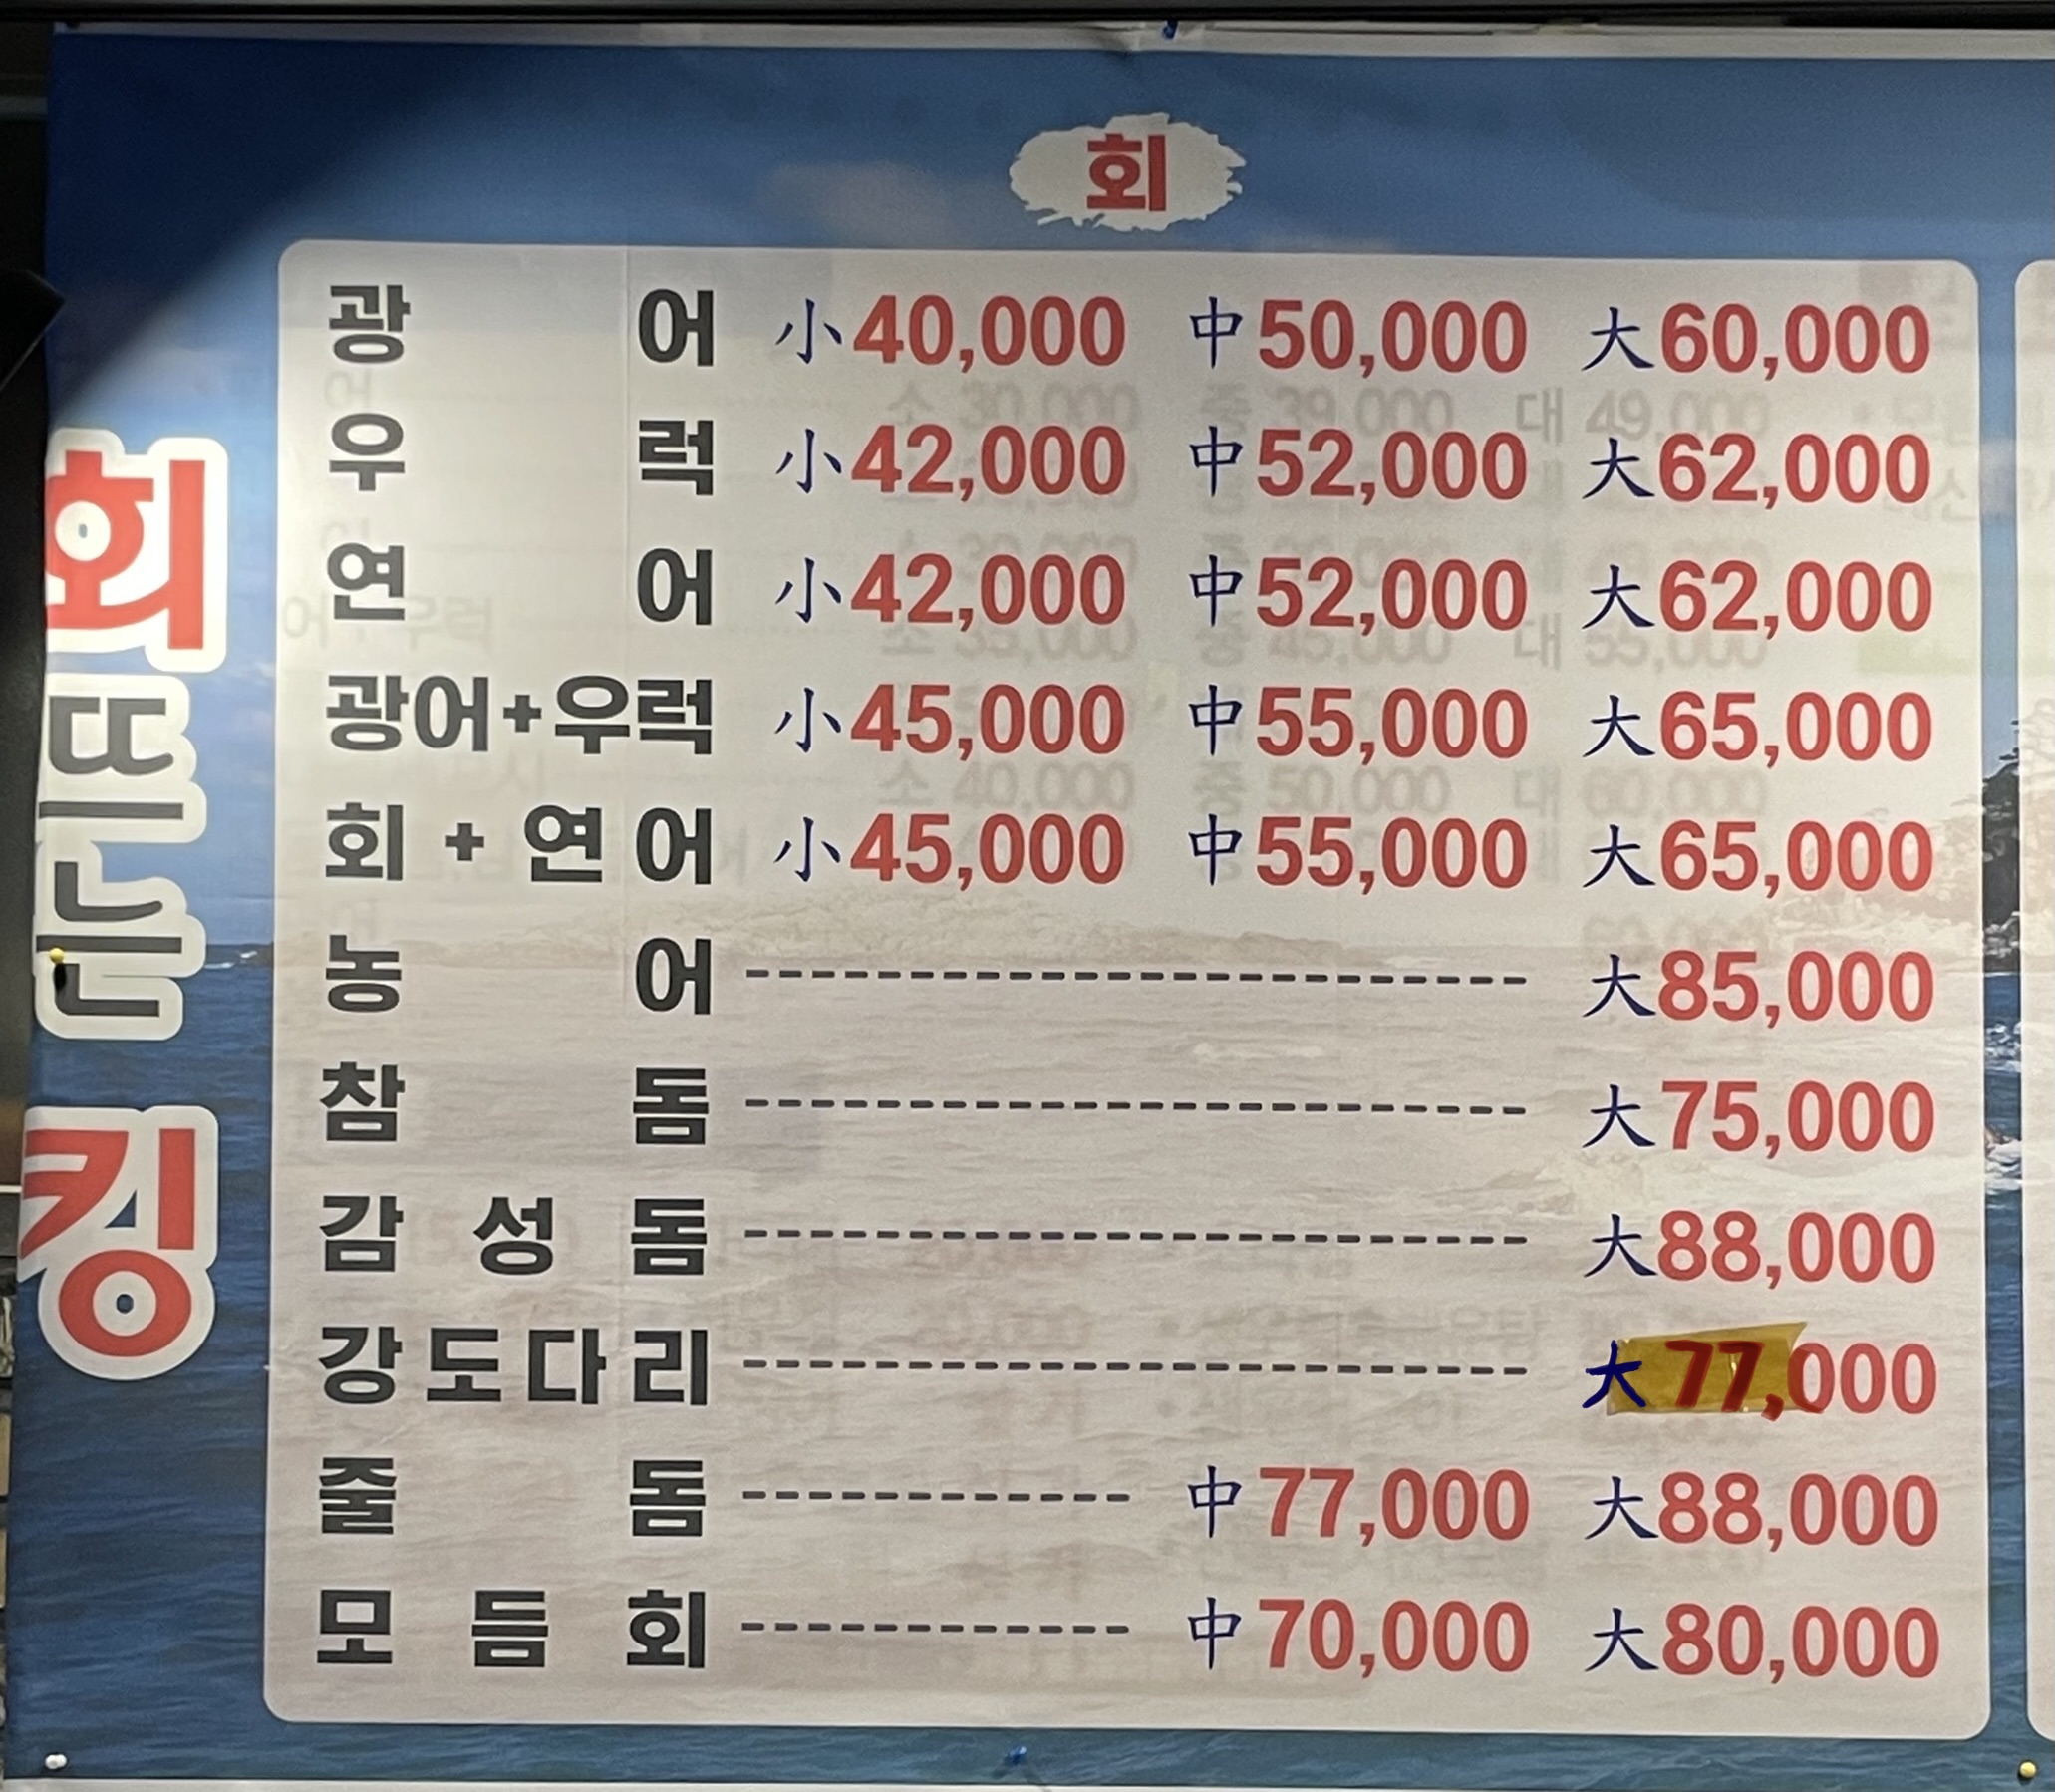 회
회뜨는 킹
광어 小40,000 中50,000 大60,000
우럭 小42,000 中52,000 大62,000
연어 小42,000 中52,000 大62,000
광어+우럭 小45,000 中55,000 大65,000
회+연어 小45,000 中55,000 大65,000
농어 大85,000
참돔 大75,000
감성돔 大88,000
강도다리 大77,000
줄돔 中77,000 大88,000
모듬회 中70,000 大80,000